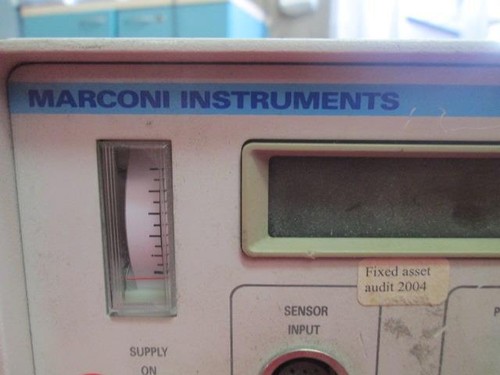 MARCONI INSTRUMENTS
Fixed asset
audit 2004
SENSOR
INPUT
SUPPLY
ON